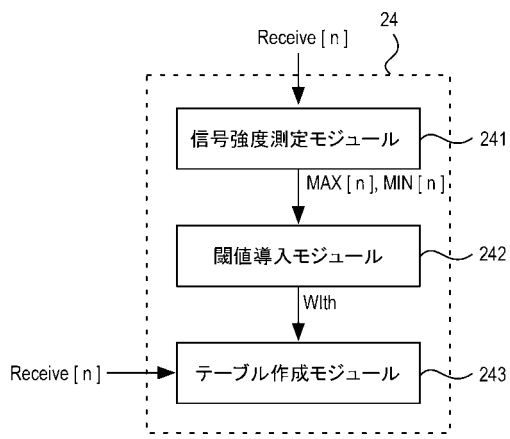 Receive [ n ]
24
信号強度測定モジュール
241
MAX [ n ], MIN [ n ]
閾値導入モジュール
242
WIth
Receive [ n ]
テーブル作成モジュール
243